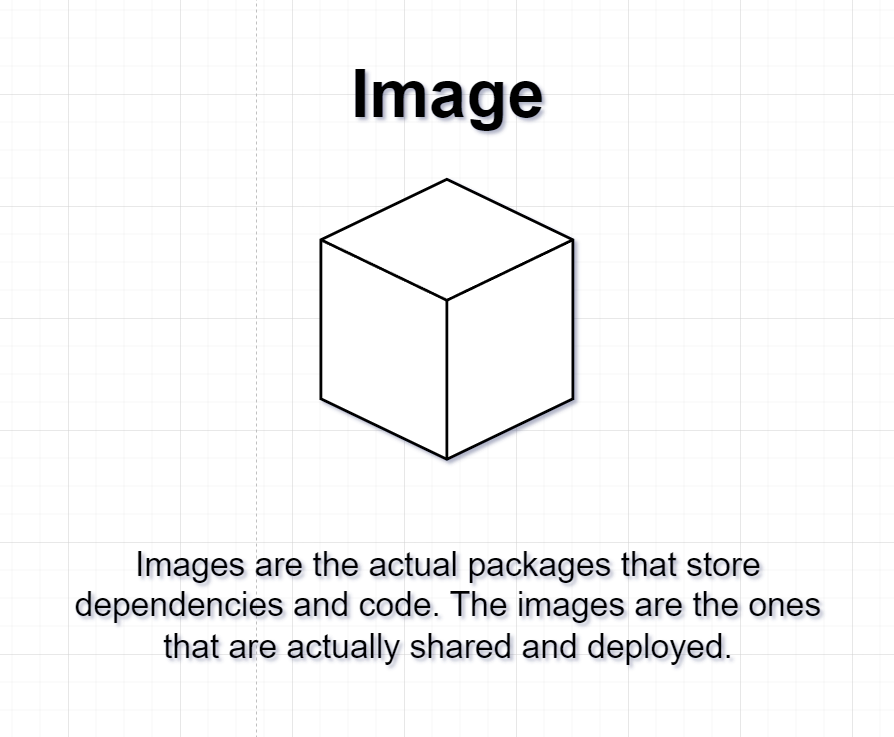 Image
Images are the actual packages that store
dependencies and code. The images are the ones
that are actually shared and deployed.